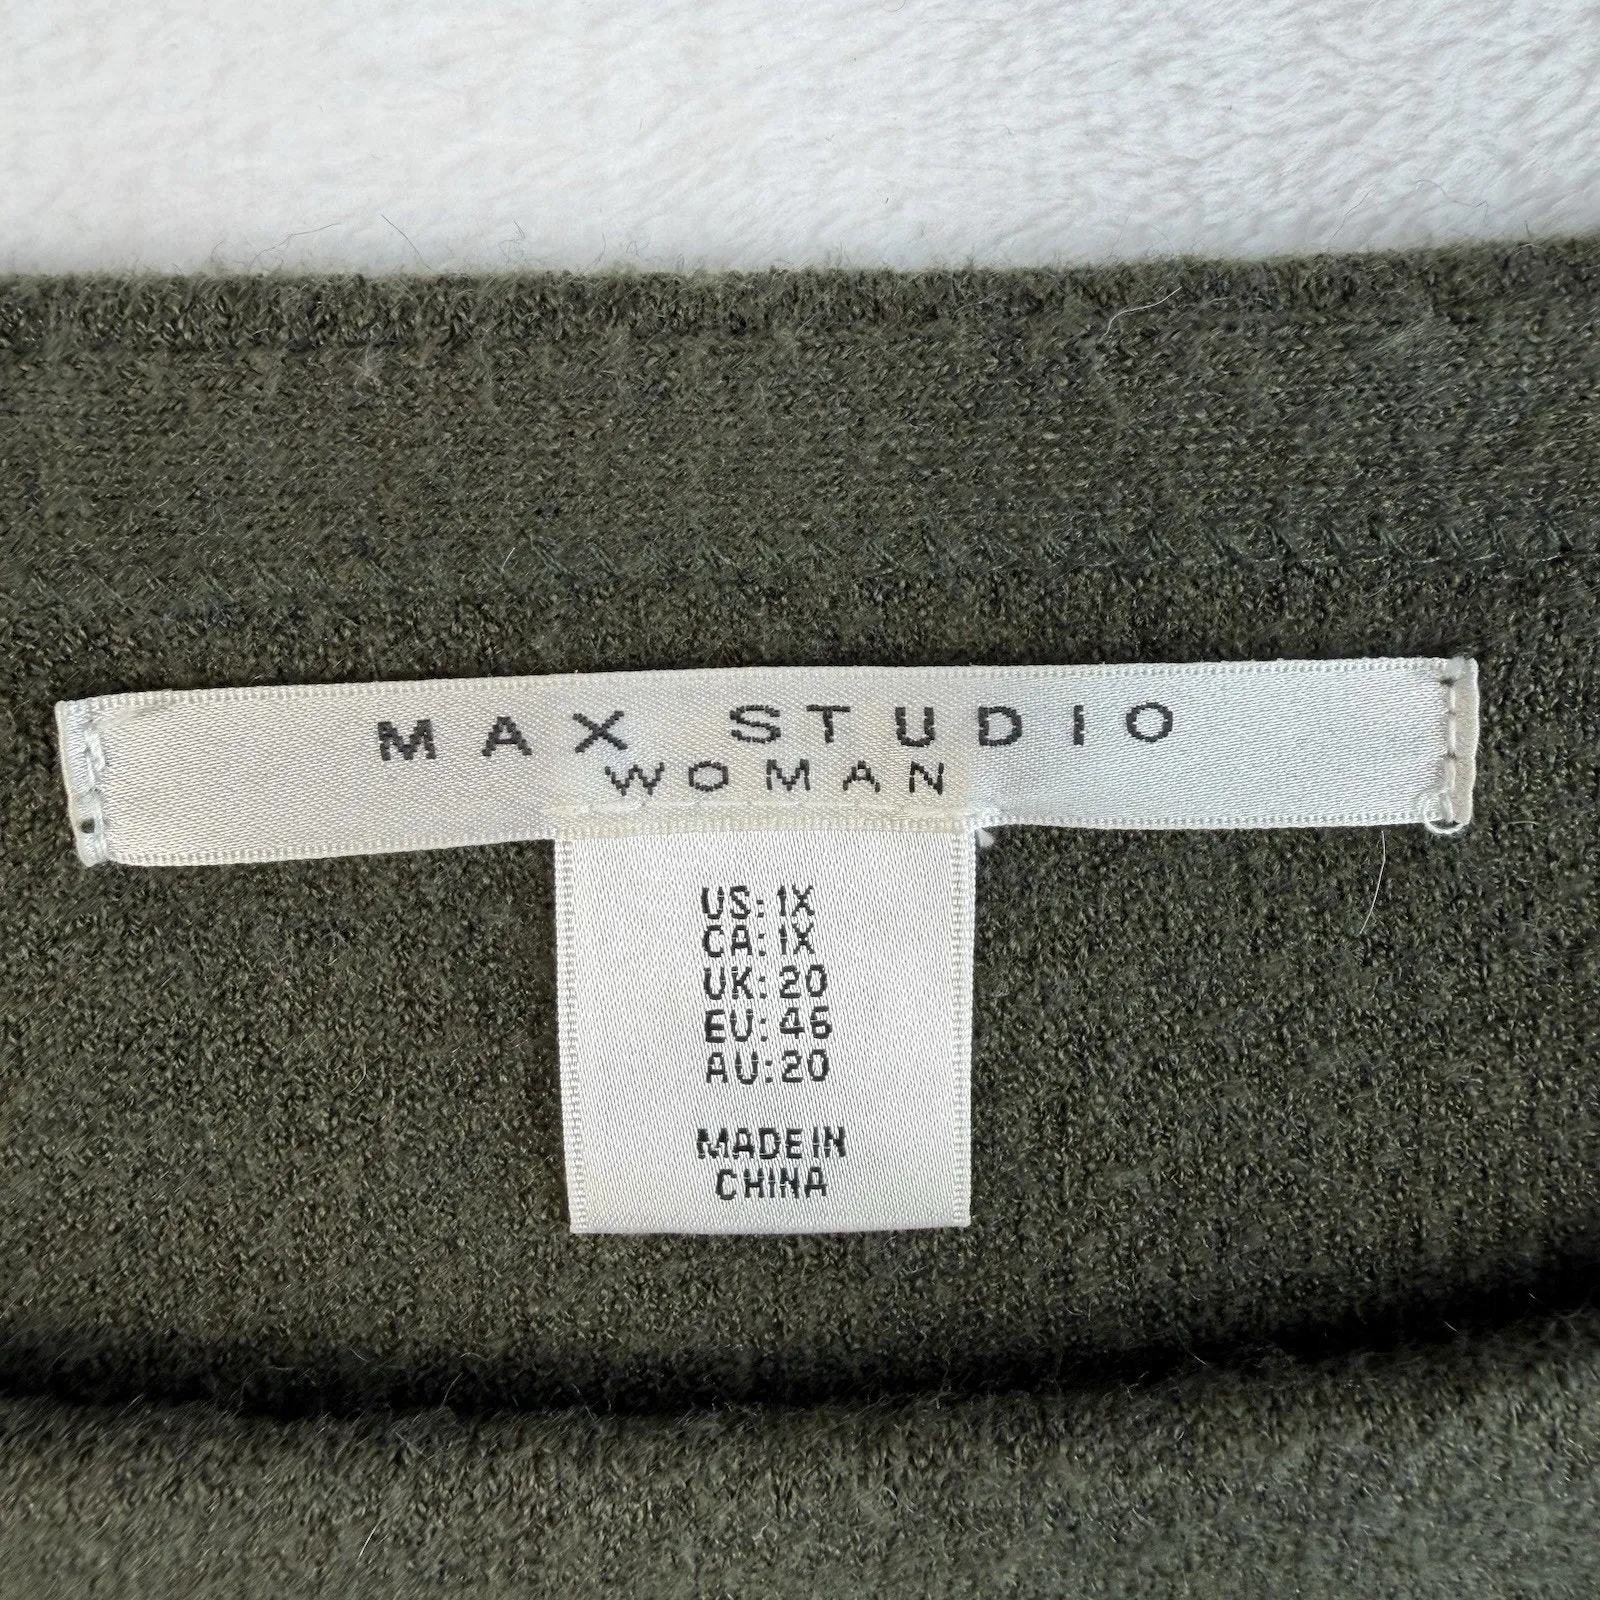 MAX STUDIO
WOMAN
US: 1X
CA: 1X
UK: 20
EU: 46
AU: 20
MADE IN
CHINA